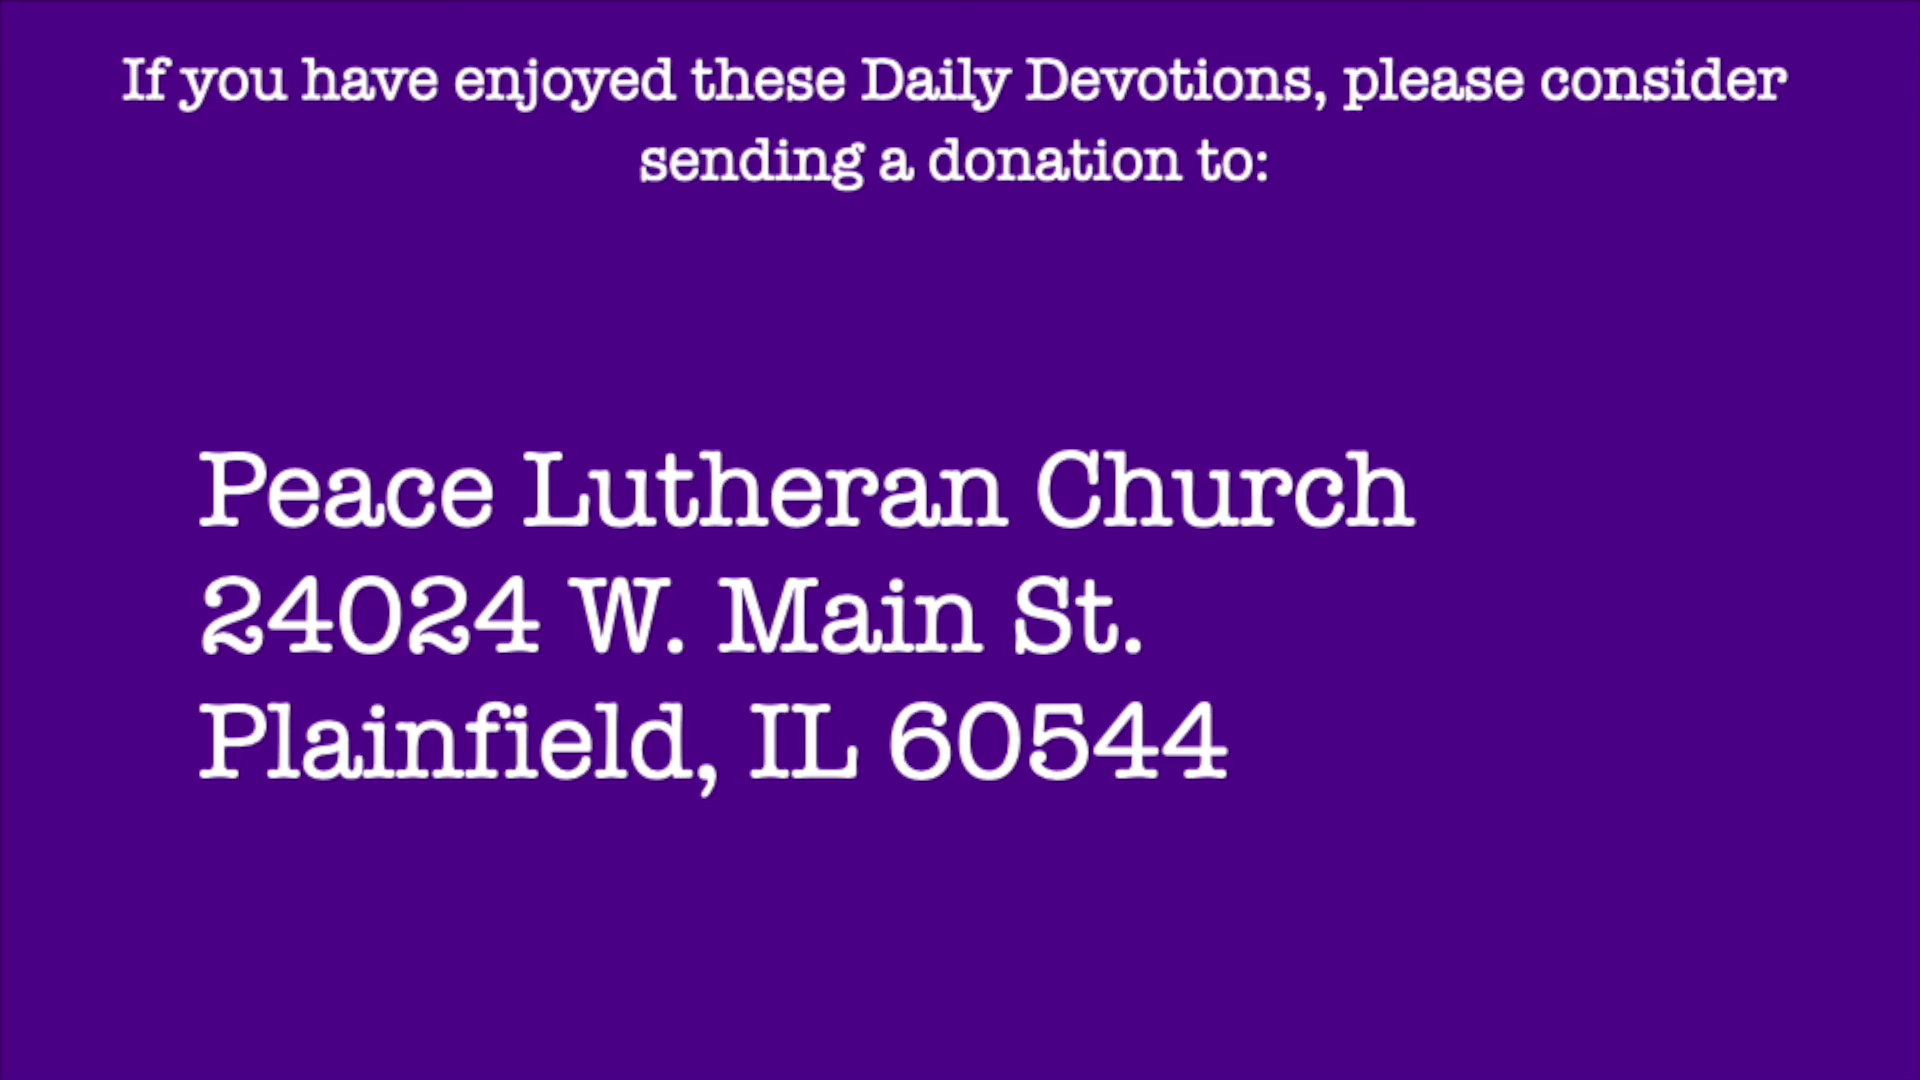 If you have enjoyed these Daily Devotions, please consider
sending a donation to:
Peace Lutheran Church
24024 W. Main St.
Plainfield, IL 60544